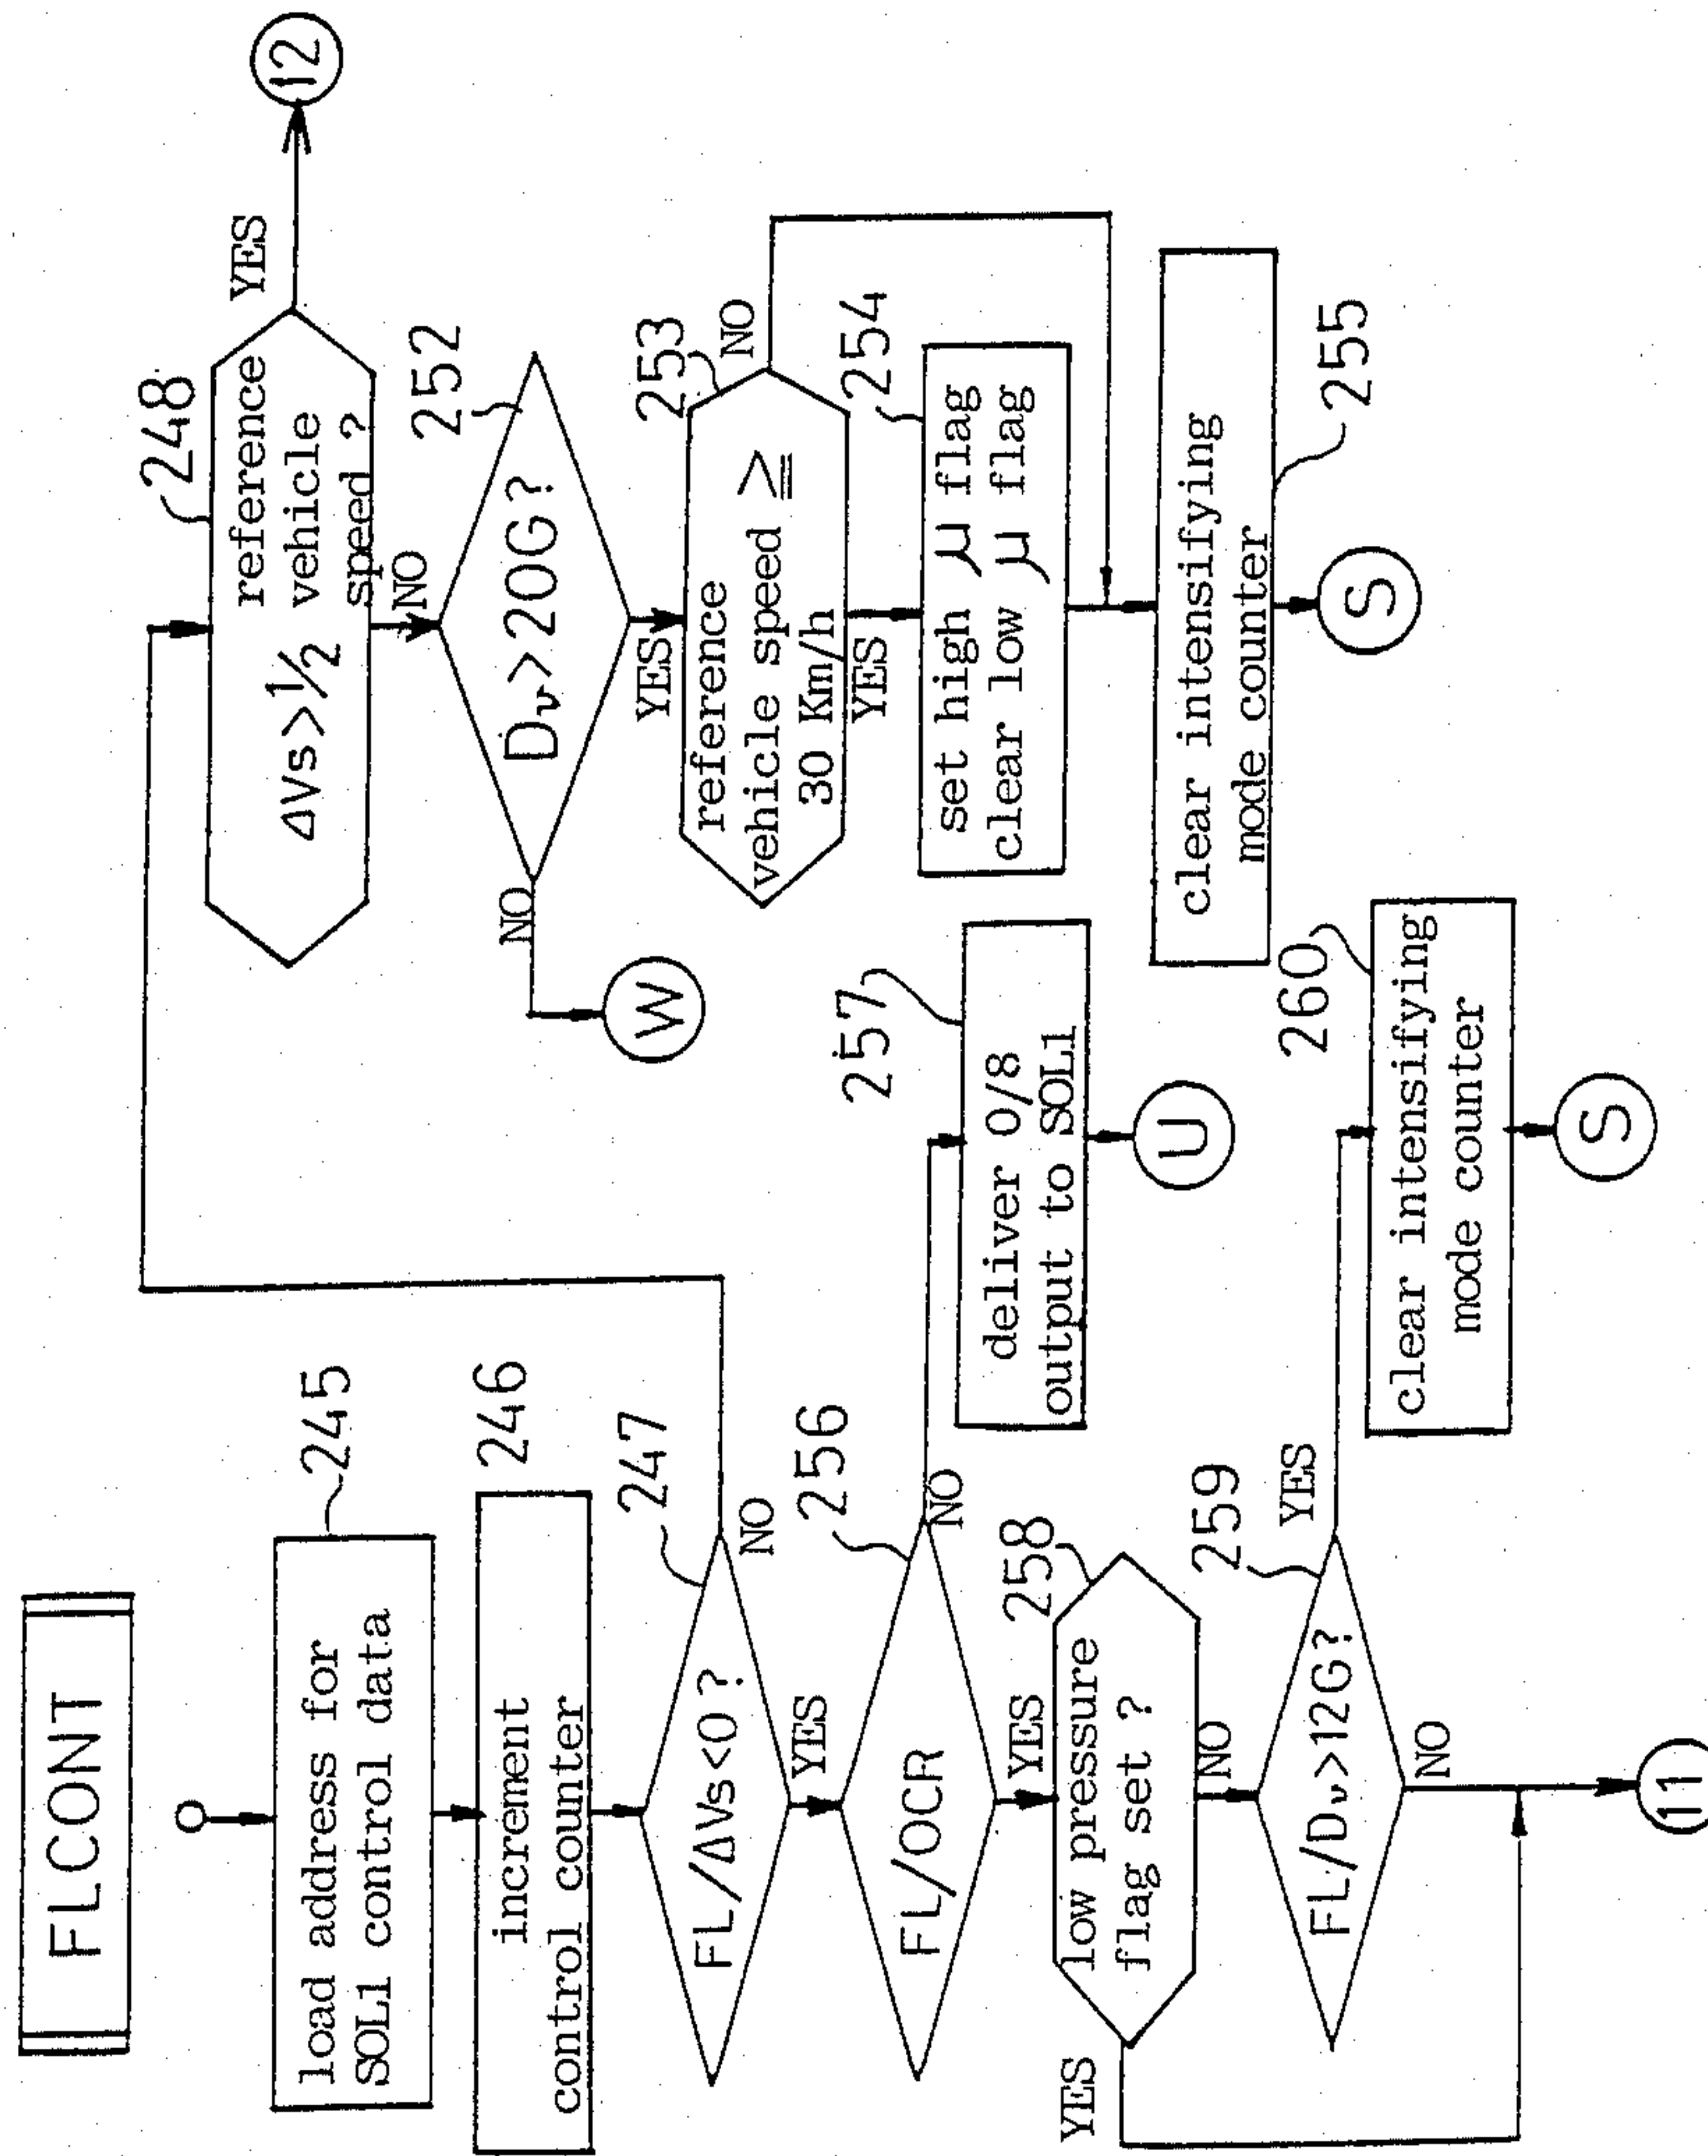 FLCONT
load address for
SOL1 control data
245
increment
control counter
246
FL/ΔVs<0?
247
NO
YES
FL/OCR
256
NO
YES
low pressure
flag set ?
258
YES
NO
FL/Dν>12G?
259
YES
NO
11
248
reference
ΔVs>1/2 vehicle
speed ?
YES
12
NO
Dν>20G?
252
NO
W
YES
reference
vehicle speed ≧
30 Km/h
253
NO
YES
set high μ flag
clear low μ flag
254
clear intensifying
mode counter
255
S
deliver 0/8
output to SOL1
257
U
clear intensifying
mode counter
260
S